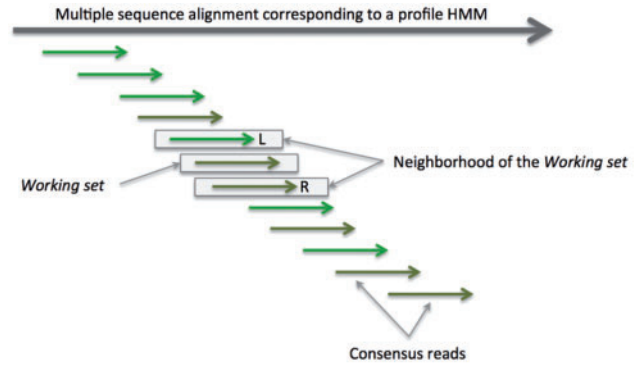 Multiple sequence alignment corresponding to a profile HMM
L
Neighborhood of the Working set
Working set
R
Consensus reads